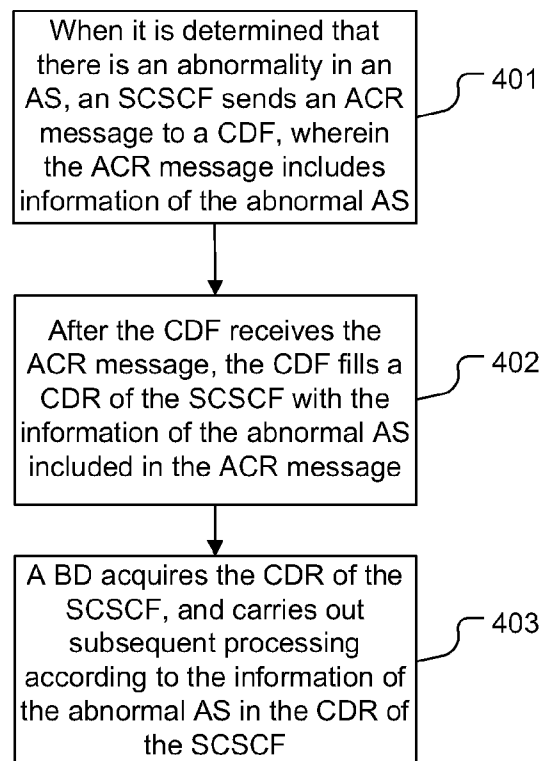 When it is determined that
there is an abnormality in an
AS, an SCSCF sends an ACR
message to a CDF, wherein
the ACR message includes
information of the abnormal AS
401
After the CDF receives the
ACR message, the CDF fills a
CDR of the SCSCF with the
information of the abnormal AS
included in the ACR message
402
A BD acquires the CDR of the
SCSCF, and carries out
subsequent processing
according to the information of
the abnormal AS in the CDR of
the SCSCF
403